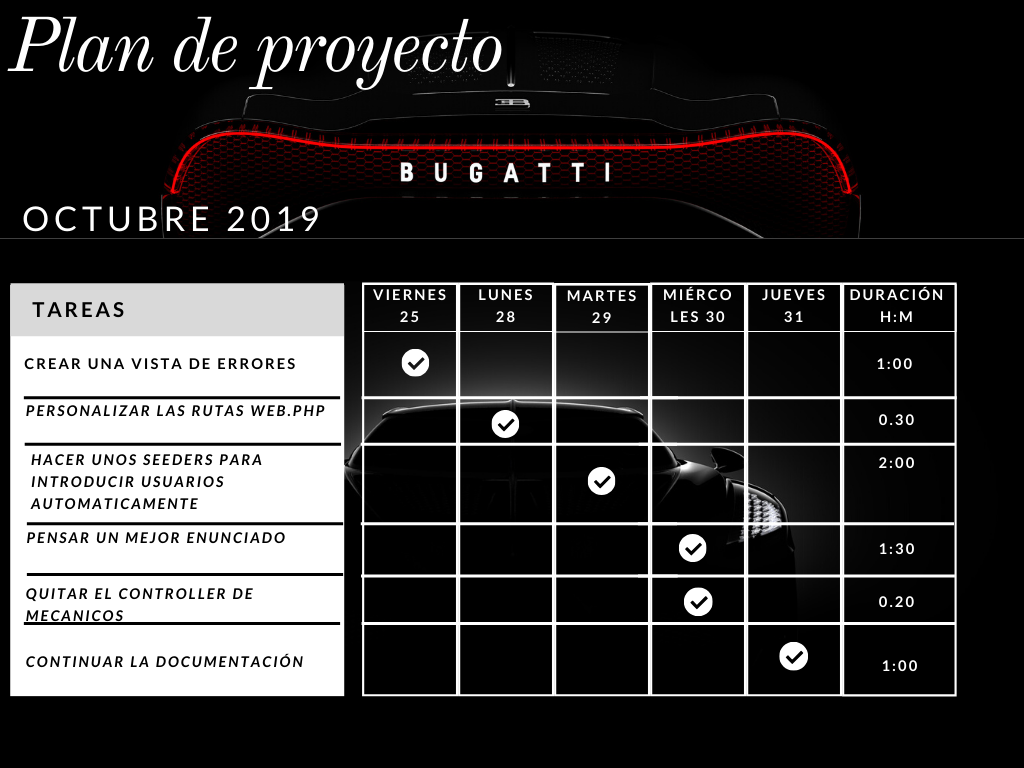 Plan de proyecto
BUGATTI
OCTUBRE 2019
TAREAS
VIERNES
25
LUNES
28
MARTES
29
MIÉRCO
LES 30
JUEVES
31
DURACIÓN
H:M
CREAR UNA VISTA DE ERRORES
1:00
PERSONALIZAR LAS RUTAS WEB.PHP
0.30
HACER UNOS SEEDERS PARA
INTRODUCIR USUARIOS
AUTOMATICAMENTE
2:00
PENSAR UN MEJOR ENUNCIADO
1:30
QUITAR EL CONTROLLER DE
MECANICOS
0.20
CONTINUAR LA DOCUMENTACIÓN
1:00